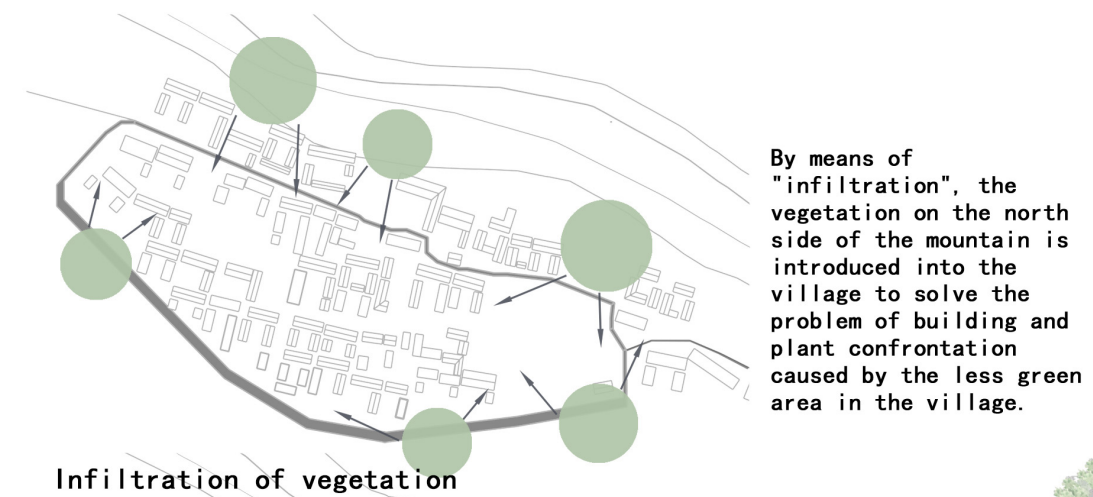 By means of
"infiltration", the
vegetation on the north
side of the mountain is
introduced into the
village to solve the
problem of building and
plant confrontation
caused by the less green
area in the village.
Infiltration of vegetation